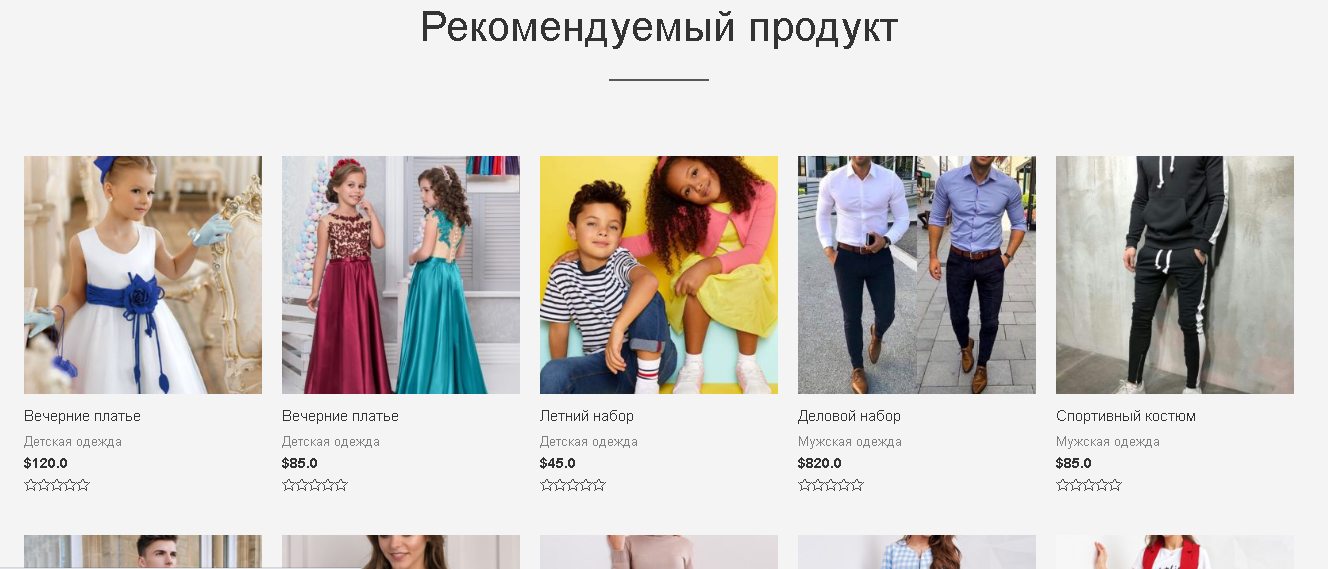 Рекомендуемый продукт
Вечерние платье
Детская одежда
$120.0
Вечерние платье
Детская одежда
$85.0
Летний набор
Детская одежда
$45.0
Деловой набор
Мужская одежда
$820.0
Спортивный костюм
Мужская одежда
$85.0